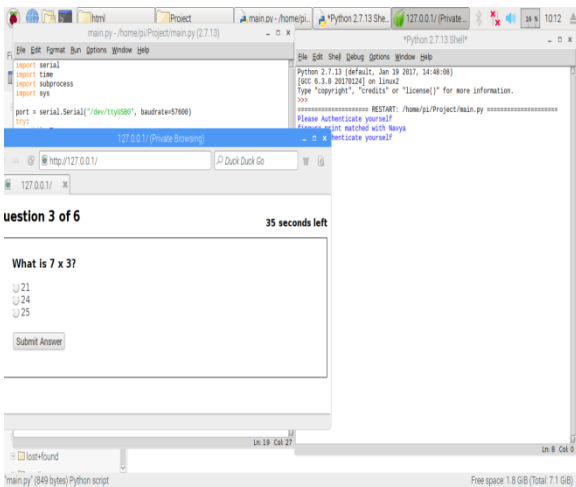 html
Project
main.py - /home/pi...
*Python 2.7.13 She...
127.0.0.1/ (Private ...
16 %
10:12
main.py - /home/pi/Project/main.py (2.7.13)
File Edit Format Run Options Window Help
import serial
import time
import subprocess
import sys
port = serial.Serial("/dev/ttyUSB0", baudrate=57600)
try:
*Python 2.7.13 Shell*
File Edit Shell Debug Options Window Help
Python 2.7.13 (default, Jan 19 2017, 14:48:08)
[GCC 6.3.0 20170124] on linux2
Type "copyright", "credits" or "license()" for more information.
>>>
==================== RESTART: /home/pi/Project/main.py ====================
Please Authenticate yourself
figure print matched with Navya
thenticate yourself
127.0.0.1/ (Private Browsing)
http://127.0.0.1/
Duck Duck Go
127.0.0.1/
uestion 3 of 6
35 seconds left
What is 7 x 3?
21
24
25
Submit Answer
Ln: 19 Col: 27
Ln: 8 Col: 0
lost+found
"main.py" (849 bytes) Python script
Free space: 1.8 GiB (Total: 7.1 GiB)